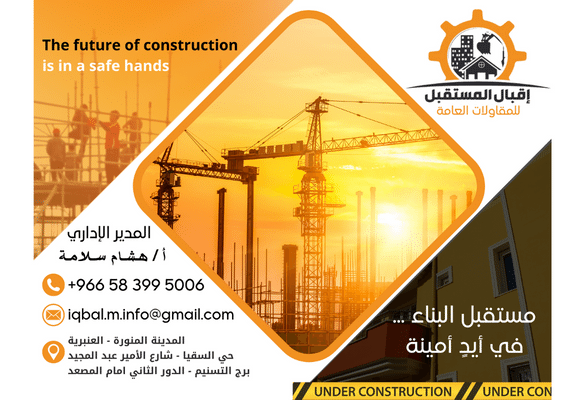 The future of construction
is in a safe hands
إقبال المستقبل
للمقاولات العامة
المدير الإداري
أ/ هشام سلامة
+966 58 399 5006
iqbal.m.info@gmail.com
المدينة المنورة - العنبرية
حي السقيا - شارع الأمير عبد المجيد
برج التسنيم - الدور الثاني امام المصعد
مستقبل البناء ...
في أيدٍ أمينة
UNDER CONSTRUCTION
UNDER CON